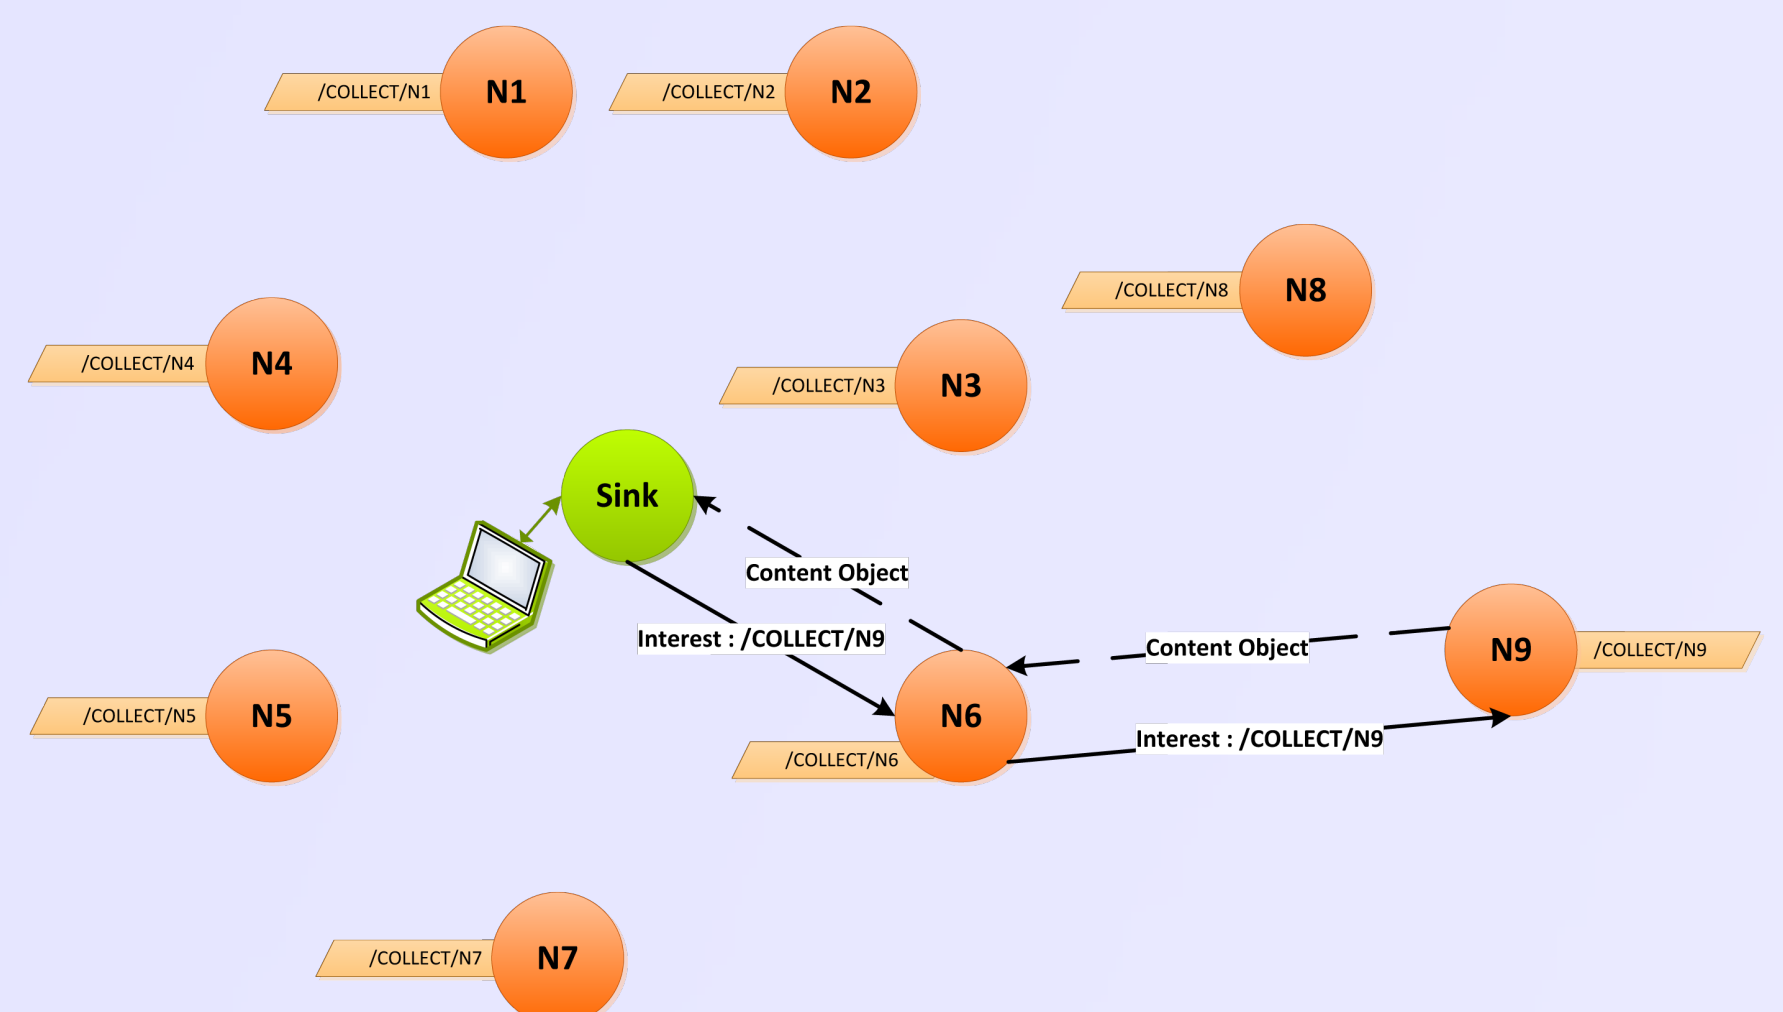 /COLLECT/N1
N1
/COLLECT/N2
N2
/COLLECT/N8
N8
/COLLECT/N4
N4
/COLLECT/N3
N3
Sink
Content Object
Interest : /COLLECT/N9
Content Object
N9
/COLLECT/N9
/COLLECT/N5
N5
N6
/COLLECT/N6
Interest : /COLLECT/N9
/COLLECT/N7
N7